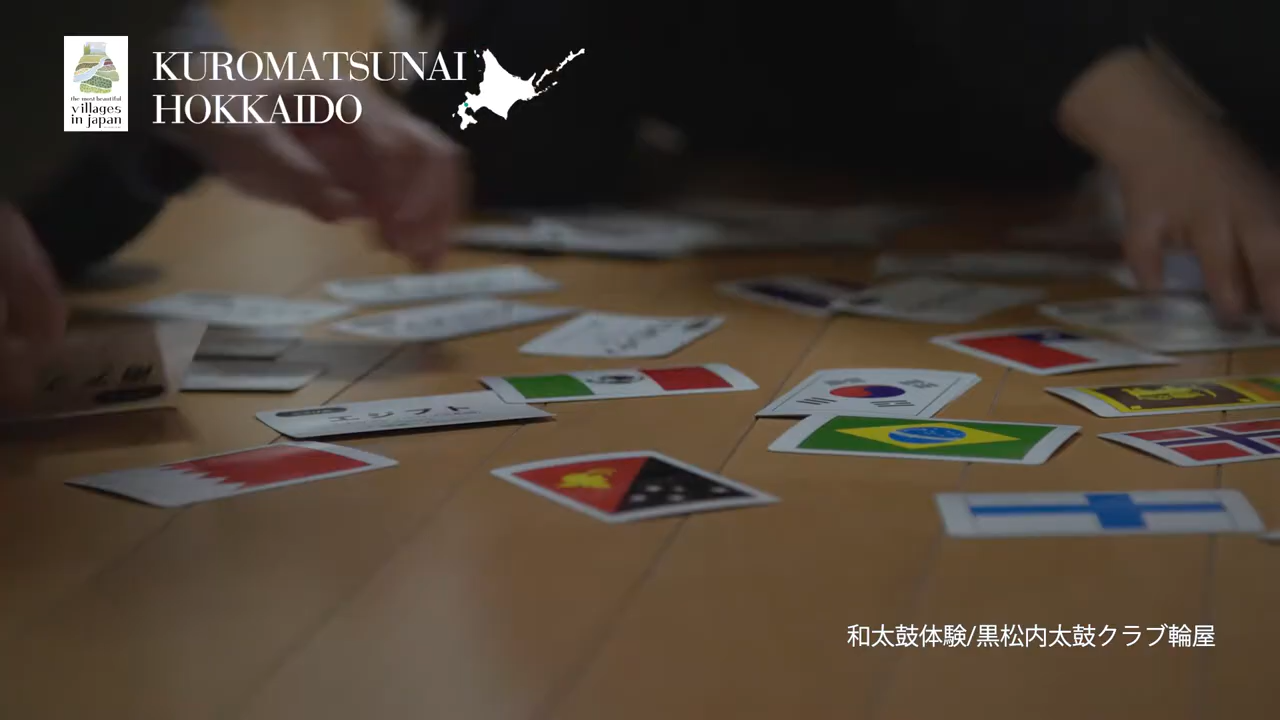 KUROMATSUNAI
HOKKAIDO
the most beautiful
villages
in japan
エジプト
和太鼓体験/黒松内太鼓クラブ輪屋